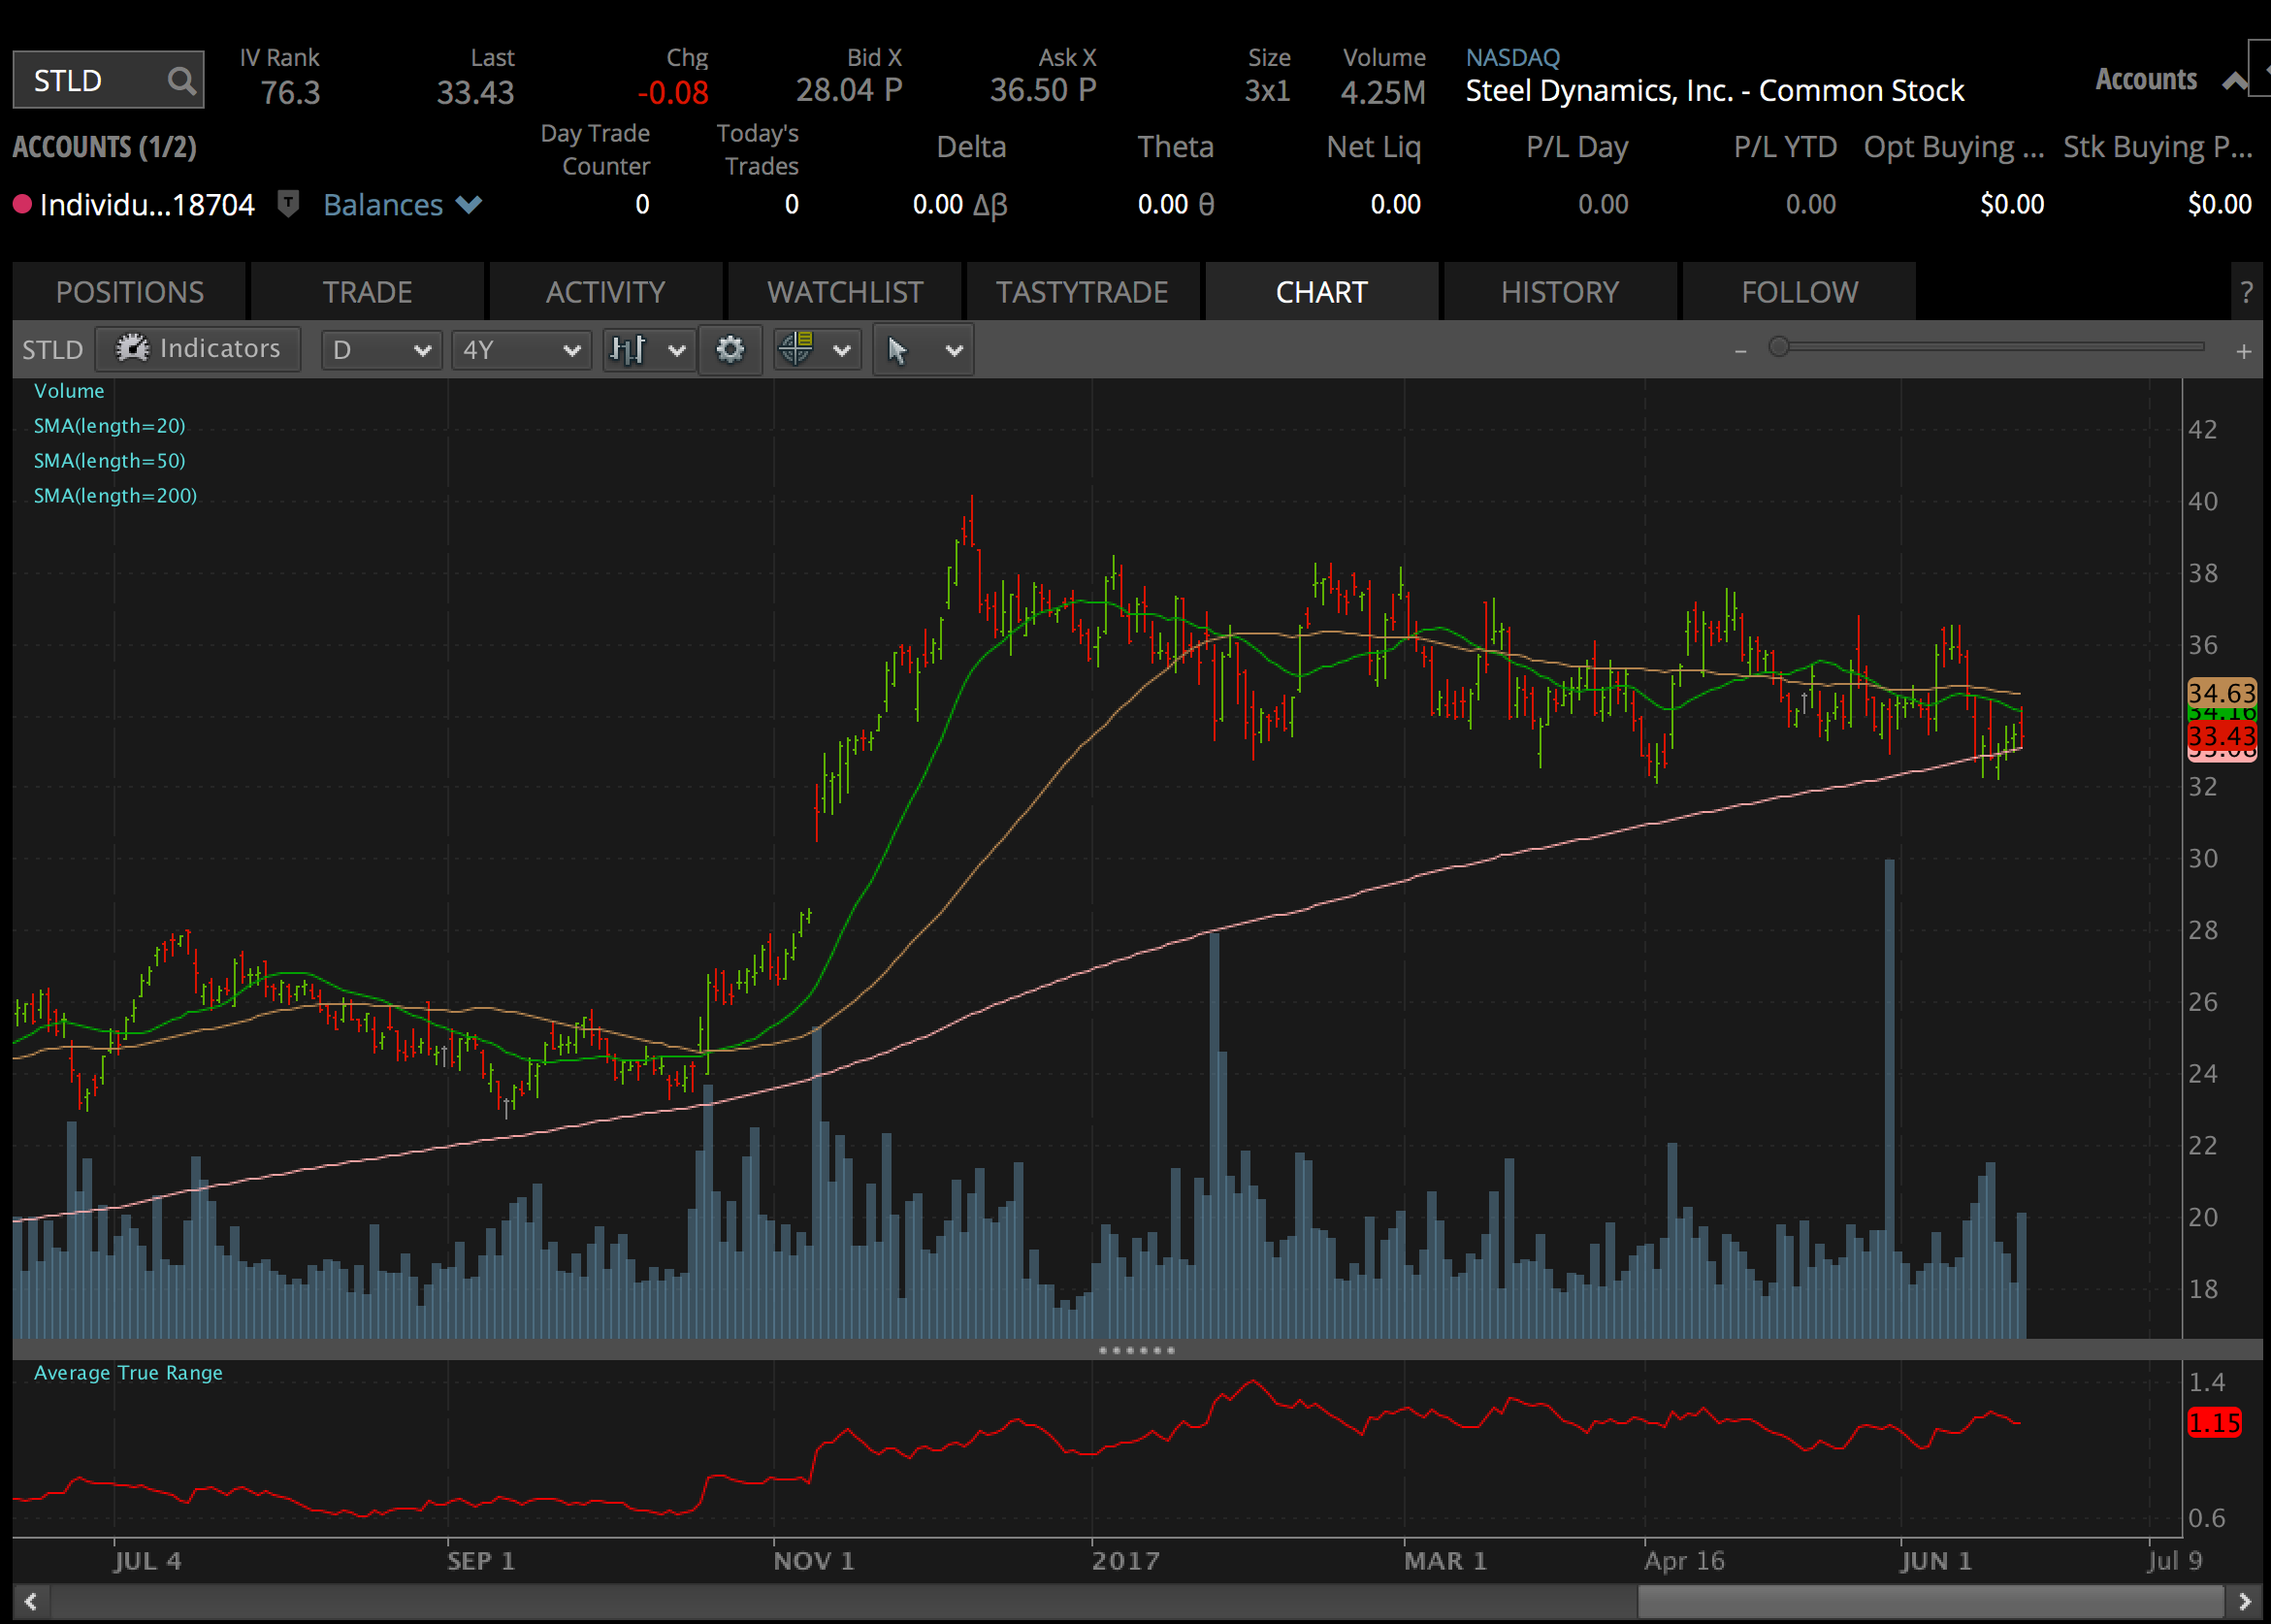 STLD
IV Rank
76.3
Last
33.43
Chg
-0.08
Bid X
28.04 P
Ask X
36.50 P
Size
3x1
Volume
4.25M
NASDAQ
Steel Dynamics, Inc. - Common Stock
Accounts
ACCOUNTS (1/2)
Day Trade
Counter
Today's
Trades
Delta
Theta
Net Liq
P/L Day
P/L YTD
Opt Buying ...
Stk Buying P...
Individu...18704
T
Balances
0
0
0.00 Δβ
0.00 θ
0.00
0.00
0.00
$0.00
$0.00
POSITIONS
TRADE
ACTIVITY
WATCHLIST
TASTYTRADE
CHART
HISTORY
FOLLOW
?
STLD
Indicators
D
4Y
–
+
Volume
SMA(length=20)
SMA(length=50)
SMA(length=200)
42
40
38
36
34.63
34.16
33.43
33.08
32
30
28
26
24
22
20
18
Average True Range
1.4
1.15
0.6
JUL 4
SEP 1
NOV 1
2017
MAR 1
Apr 16
JUN 1
Jul 9